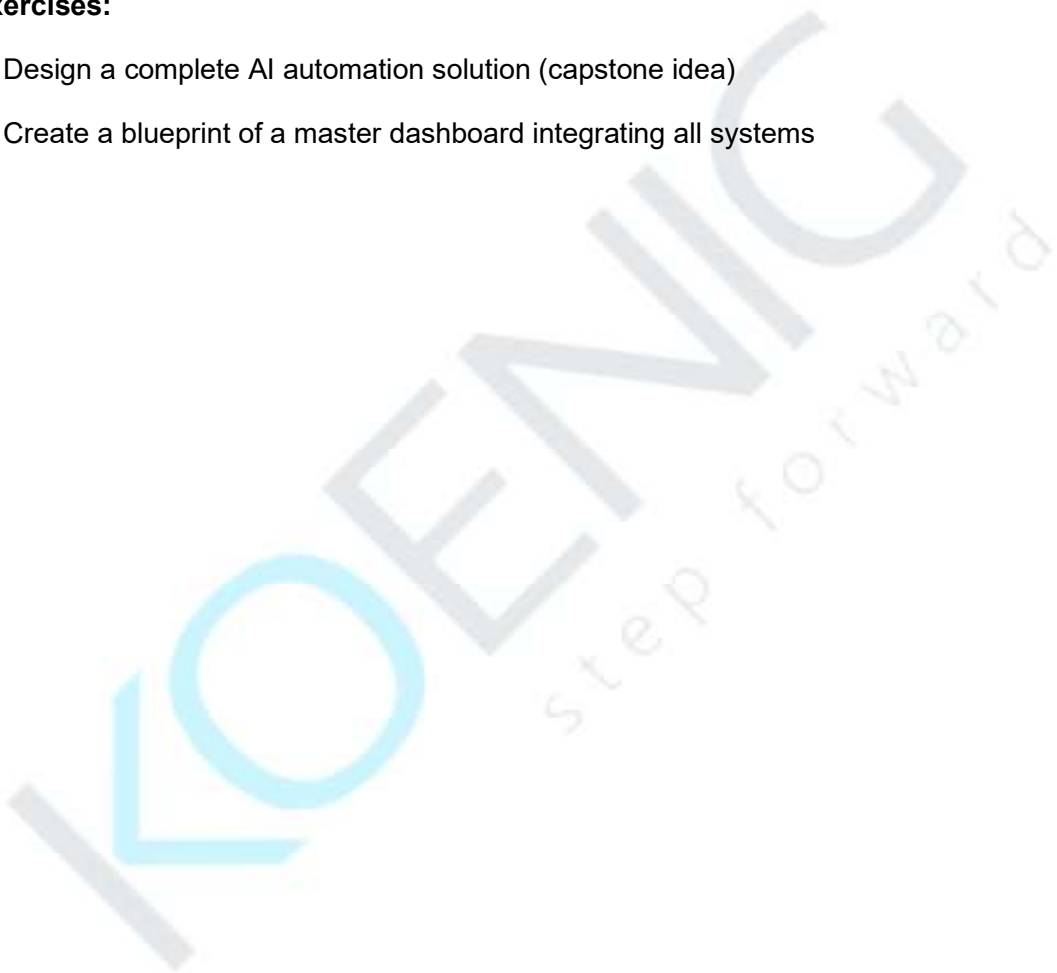 xercises:
Design a complete AI automation solution (capstone idea)
Create a blueprint of a master dashboard integrating all systems
KOENIG
step forward